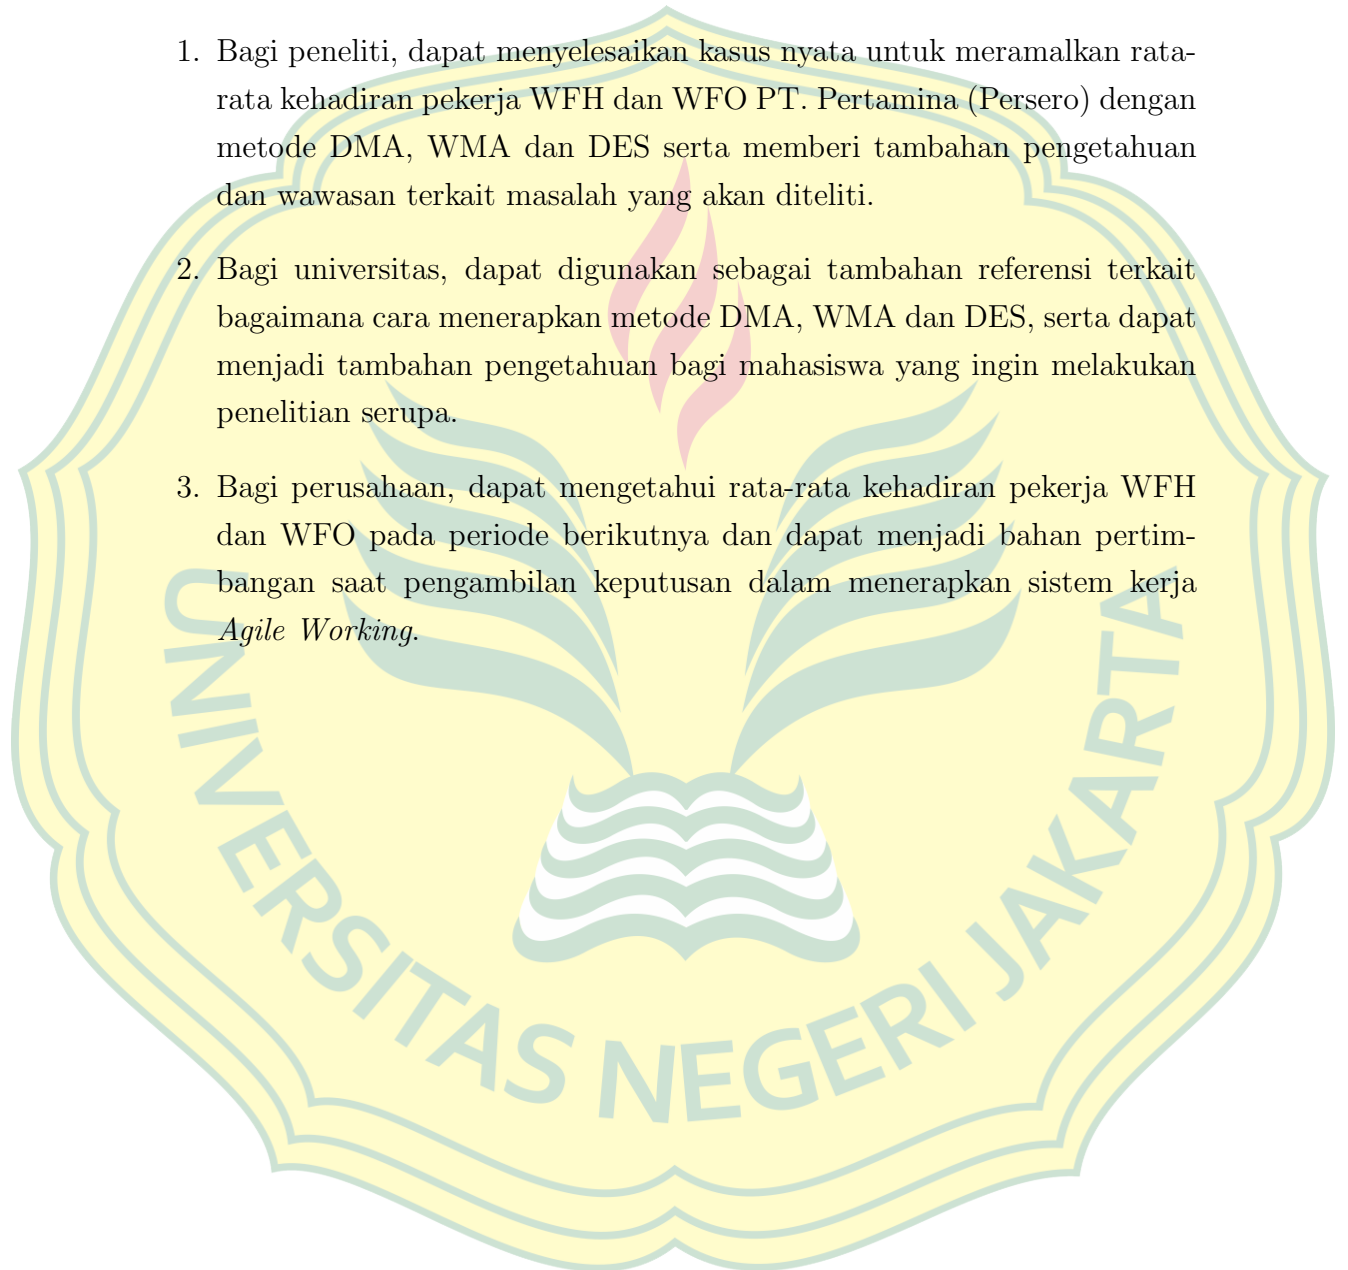 1. Bagi peneliti, dapat menyelesaikan kasus nyata untuk meramalkan rata-
rata kehadiran pekerja WFH dan WFO PT. Pertamina (Persero) dengan
metode DMA, WMA dan DES serta memberi tambahan pengetahuan
dan wawasan terkait masalah yang akan diteliti.
2. Bagi universitas, dapat digunakan sebagai tambahan referensi terkait
bagaimana cara menerapkan metode DMA, WMA dan DES, serta dapat
menjadi tambahan pengetahuan bagi mahasiswa yang ingin melakukan
penelitian serupa.
3. Bagi perusahaan, dapat mengetahui rata-rata kehadiran pekerja WFH
dan WFO pada periode berikutnya dan dapat menjadi bahan pertim-
bangan saat pengambilan keputusan dalam menerapkan sistem kerja
Agile Working.
UNIVERSITAS NEGERI JAKARTA